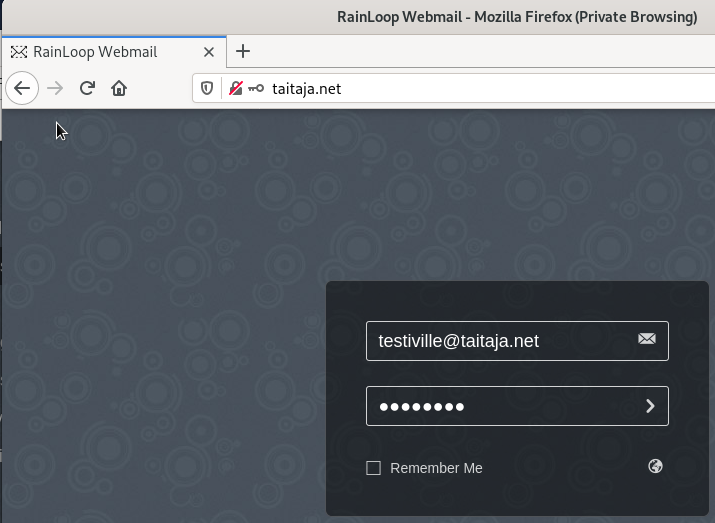 RainLoop Webmail - Mozilla Firefox (Private Browsing)
RainLoop Webmail
taitaja.net
testiville@taitaja.net
●●●●●●●●
Remember Me